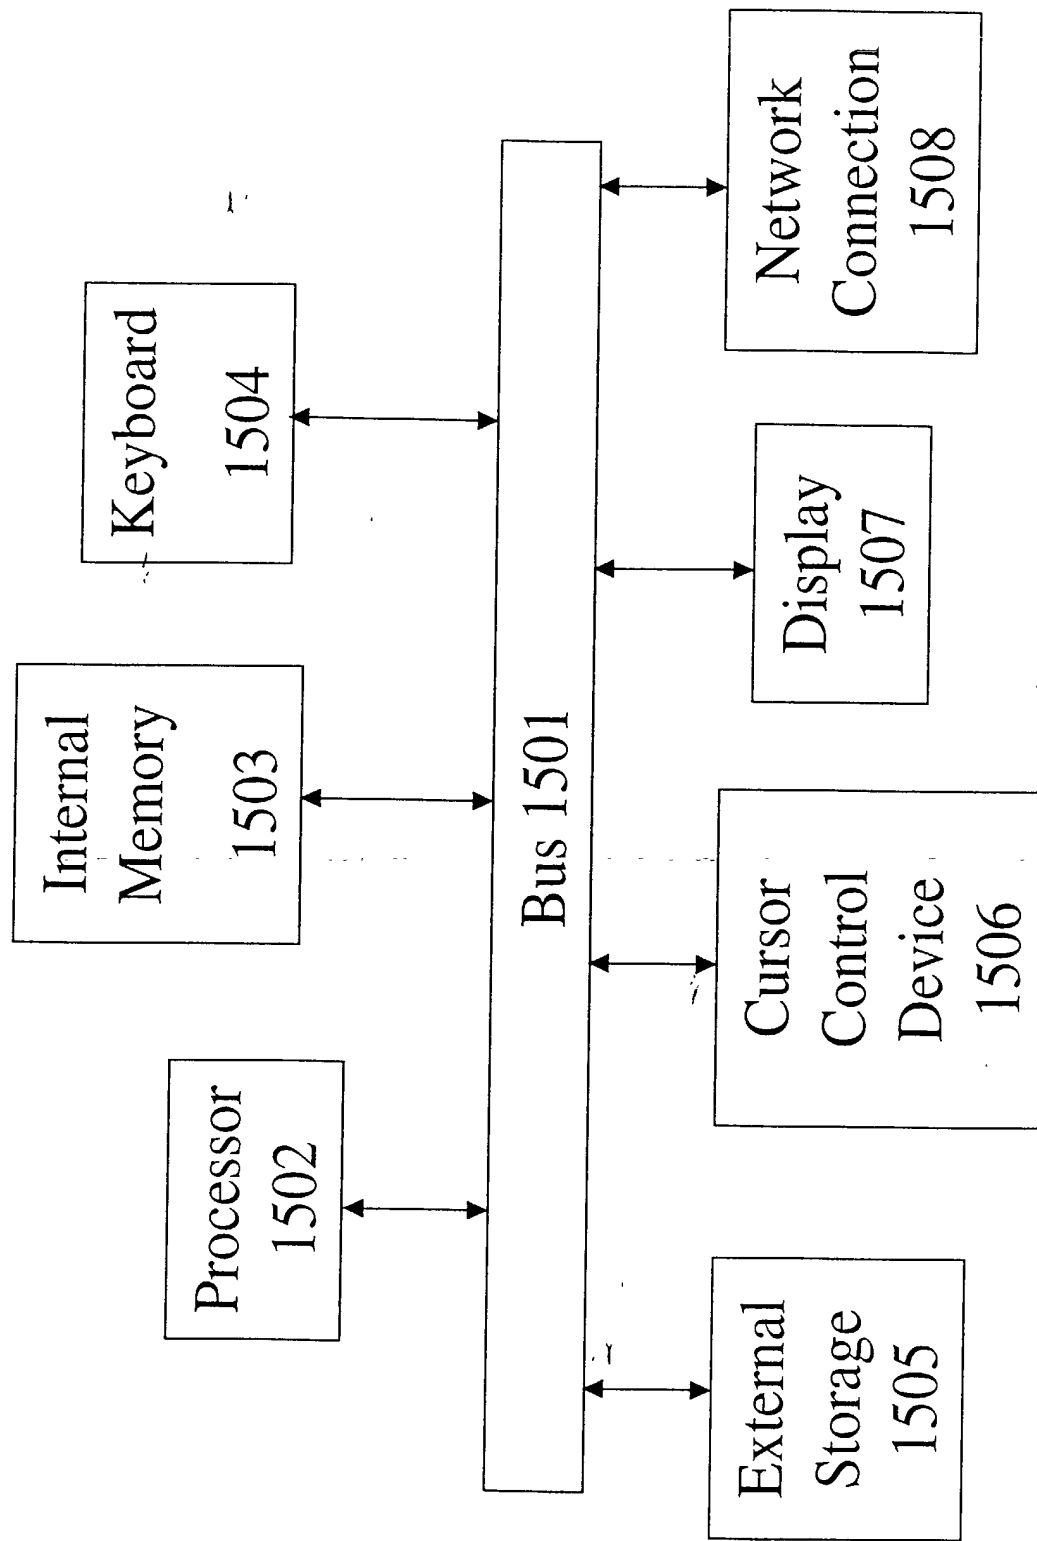 Processor
1502
Internal
Memory
1503
Keyboard
1504
Bus 1501
External
Storage
1505
Cursor
Control
Device
1506
Display
1507
Network
Connection
1508